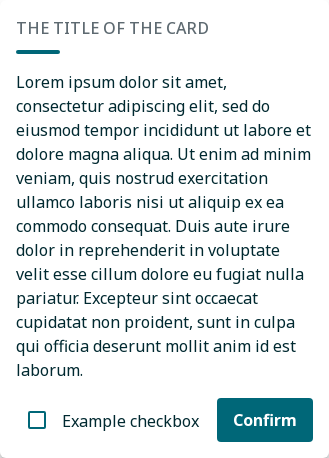 THE TITLE OF THE CARD
Lorem ipsum dolor sit amet,
consectetur adipiscing elit, sed do
eiusmod tempor incididunt ut labore et
dolore magna aliqua. Ut enim ad minim
veniam, quis nostrud exercitation
ullamco laboris nisi ut aliquip ex ea
commodo consequat. Duis aute irure
dolor in reprehenderit in voluptate
velit esse cillum dolore eu fugiat nulla
pariatur. Excepteur sint occaecat
cupidatat non proident, sunt in culpa
qui officia deserunt mollit anim id est
laborum.
Example checkbox Confirm